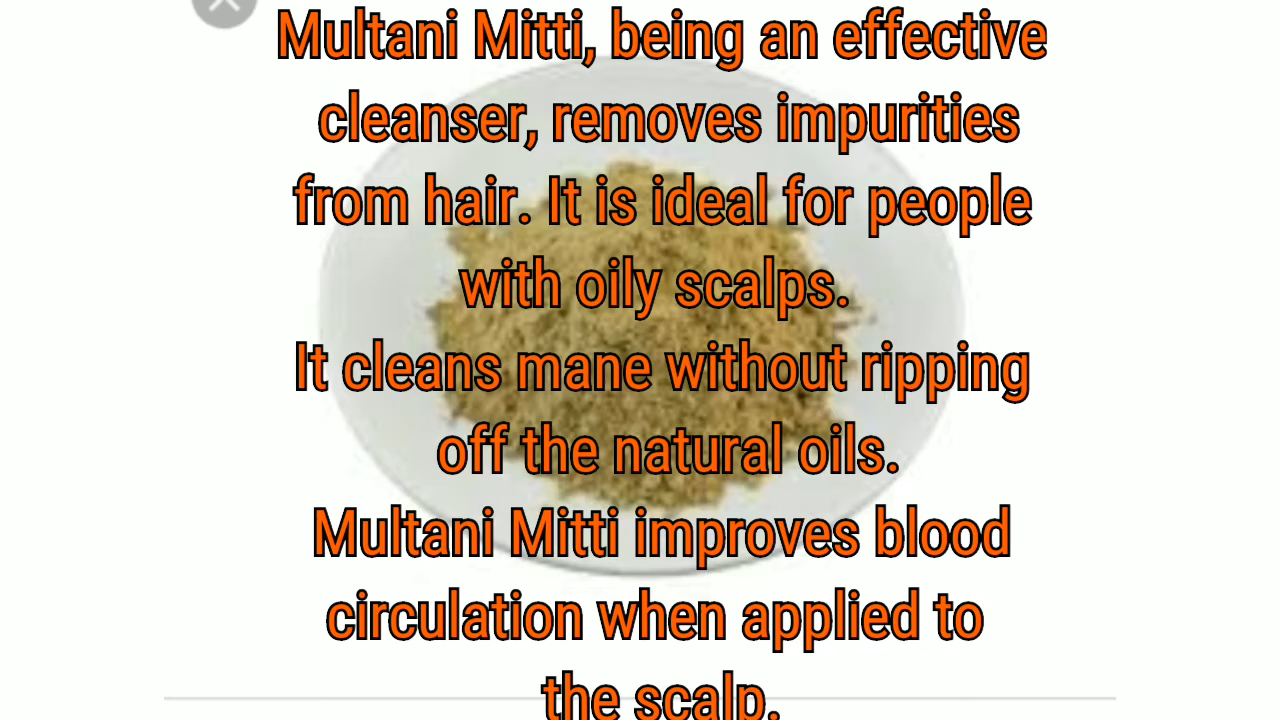 Multani Mitti, being an effective
cleanser, removes impurities
from hair. It is ideal for people
with oily scalps.
It cleans mane without ripping
off the natural oils.
Multani Mitti improves blood
circulation when applied to
the scalp.